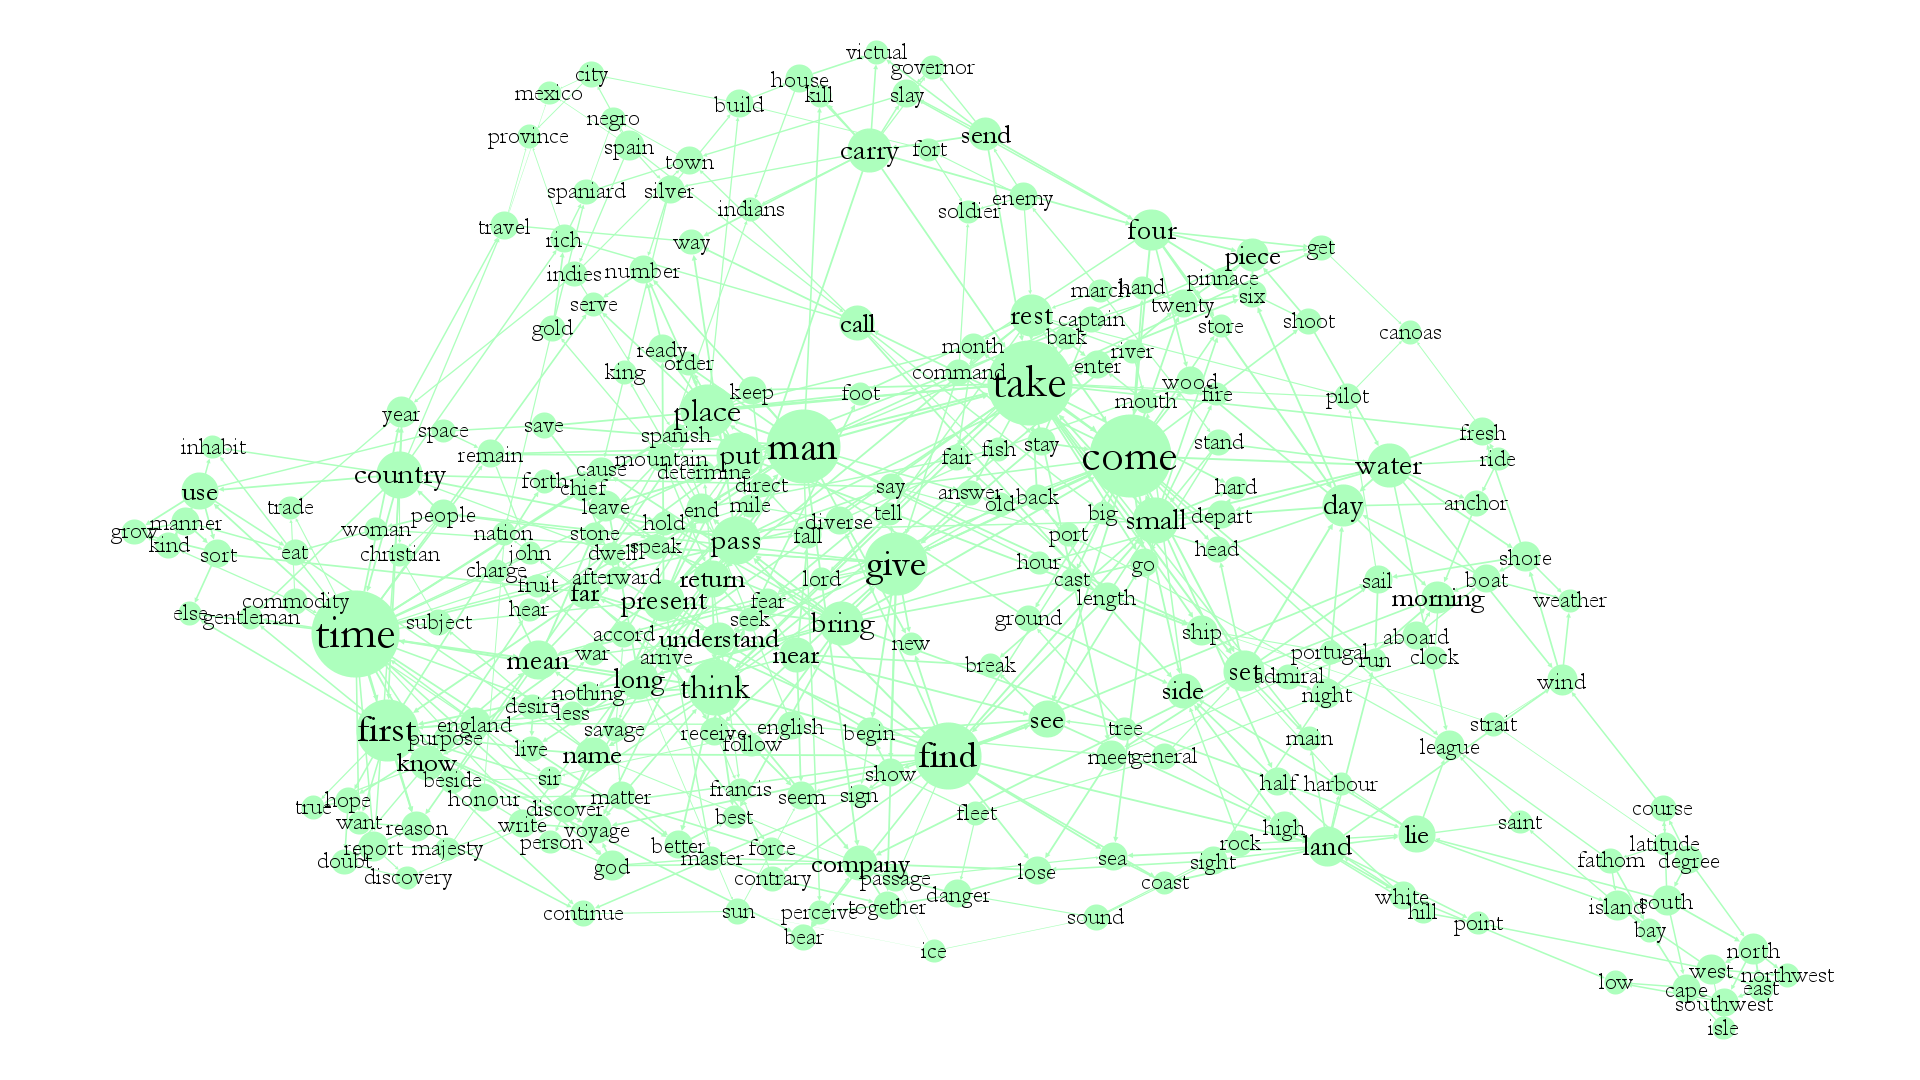 victual
governor
city
house
mexico
kill
slay
build
negro
province
send
spain
carry
fort
town
spaniard
silver
enemy
indians
soldier
travel
four
way
rich
get
piece
indies
number
pinnace
march
hand
six
serve
twenty
rest
captain
call
store
shoot
gold
canoas
bark
month
ready
river
order
enter
king
command
take
wood
keep
foot
fire
pilot
mouth
place
year
save
space
spanish
fresh
stand
man
stay
inhabit
fish
remain
put
fair
come
mountain
ride
water
cause
determine
country
forth
chief
direct
say
hard
use
answer
back
old
anchor
trade
leave
mile
day
end
tell
big
people
depart
small
manner
hold
diverse
grow
woman
nation
stone
fall
port
pass
kind
speak
head
sort
eat
christian
john
dwell
shore
hour
go
give
charge
afterward
return
lord
cast
sail
boat
fruit
far
commodity
present
fear
length
morning
weather
hear
else
gentleman
seek
ground
subject
bring
time
accord
understand
ship
aboard
new
war
arrive
near
portugal
run
clock
mean
break
long
set
admiral
think
wind
nothing
side
night
desire
less
see
england
strait
first
savage
receive
english
begin
tree
purpose
follow
main
live
league
know
name
find
meet
general
beside
sir
show
half
harbour
francis
hope
honour
matter
seem
sign
true
discover
course
best
fleet
want
write
saint
reason
voyage
high
person
lie
rock
latitude
report
majesty
better
force
land
doubt
master
sea
fathom
degree
sight
god
company
discovery
contrary
passage
lose
coast
danger
white
continue
sun
perceive
together
island
south
hill
sound
point
bay
bear
ice
north
west
northwest
low
cape
east
southwest
isle